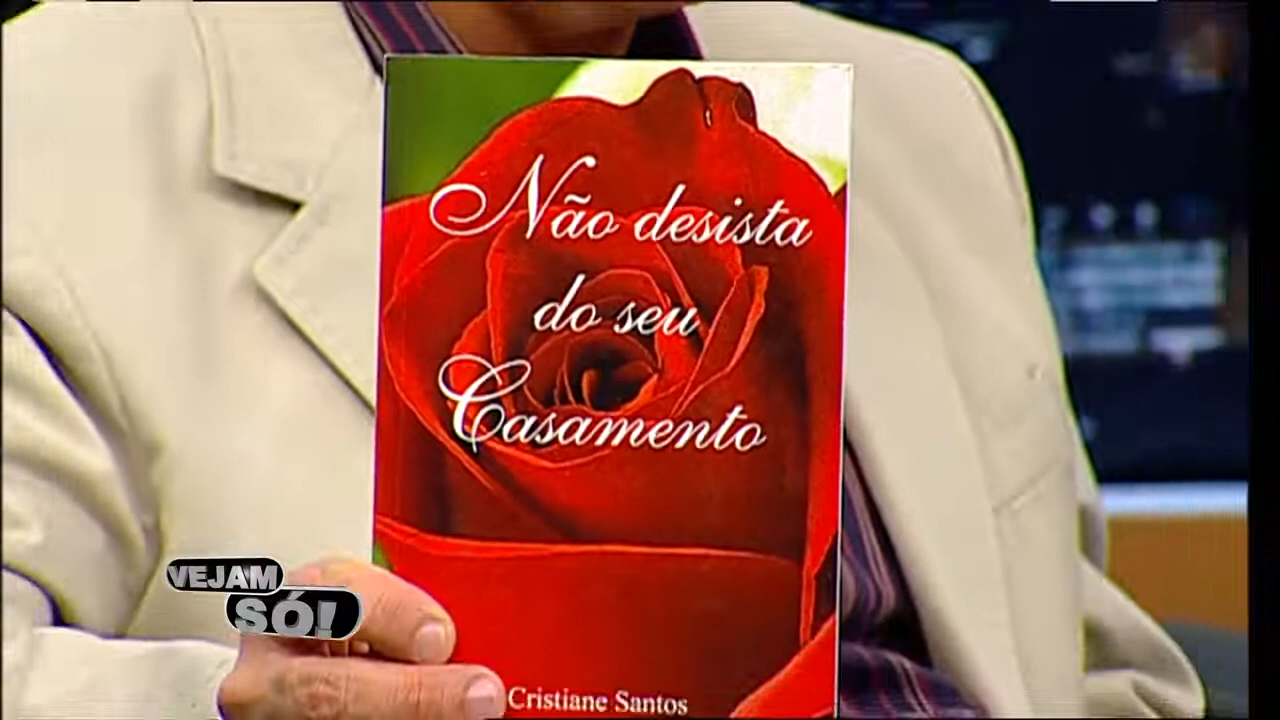 Não desista
do seu
Casamento
VEJAM
SÓ!
Cristiane Santos